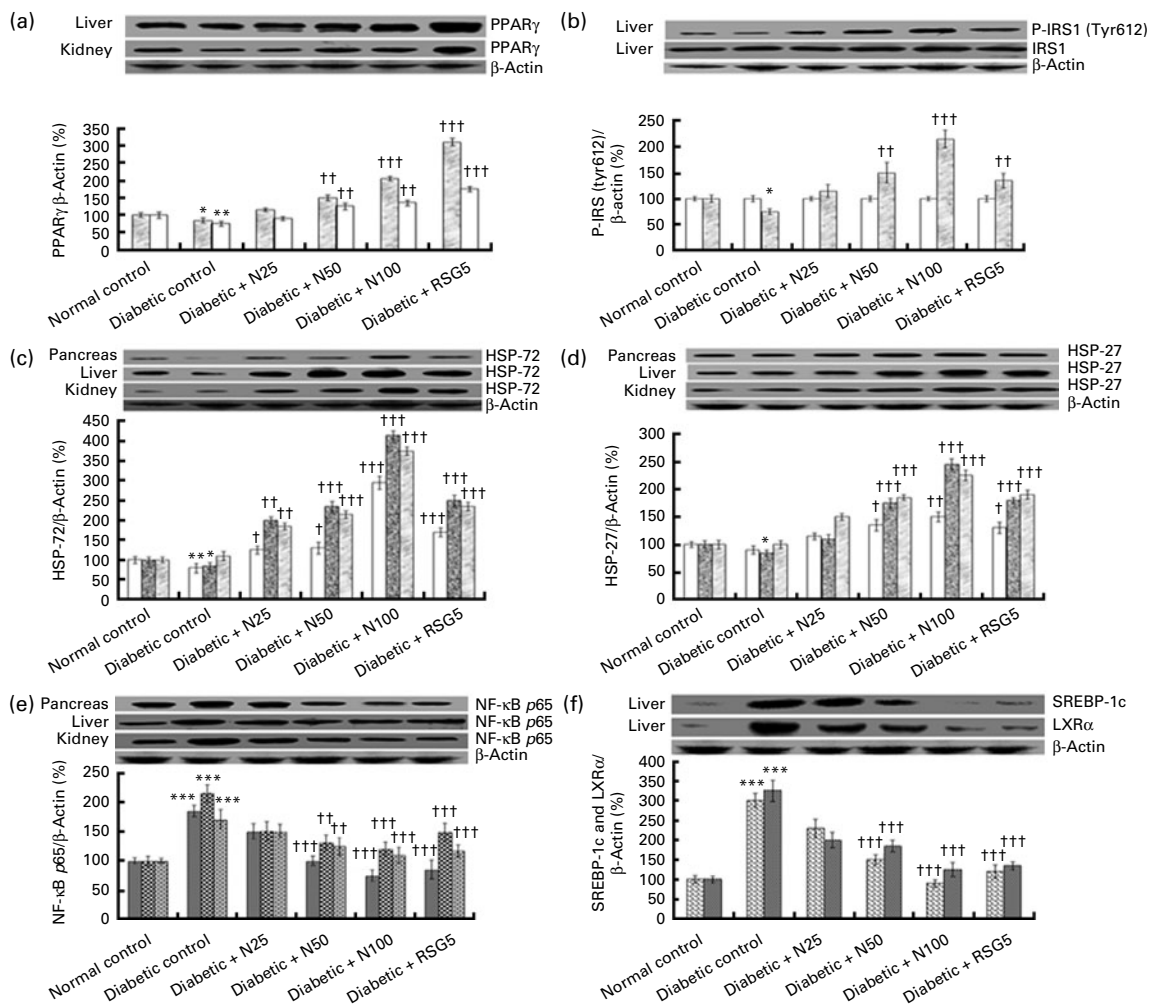 (a)
Liver PPARγ
Kidney PPARγ
β-Actin
PPARγ β-Actin (%)
350
300
250
200
150
100
50
0
* ** †† †† ††† †† ††† †††
Normal control
Diabetic control
Diabetic + N25
Diabetic + N50
Diabetic + N100
Diabetic + RSG5
(b)
Liver P-IRS1 (Tyr612)
Liver IRS1
β-Actin
P-IRS (tyr612)/
β-actin (%)
250
200
150
100
50
0
* †† ††† ††
Normal control
Diabetic control
Diabetic + N25
Diabetic + N50
Diabetic + N100
Diabetic + RSG5
(c)
Pancreas HSP-72
Liver HSP-72
Kidney HSP-72
β-Actin
HSP-72/β-Actin (%)
450
400
350
300
250
200
150
100
50
0
*** † †† †† † ††† ††† ††† ††† ††† ††† ††† †††
Normal control
Diabetic control
Diabetic + N25
Diabetic + N50
Diabetic + N100
Diabetic + RSG5
(d)
Pancreas HSP-27
Liver HSP-27
Kidney HSP-27
β-Actin
HSP-27/β-Actin (%)
300
250
200
150
100
50
0
* † ††† ††† †† ††† ††† † ††† †††
Normal control
Diabetic control
Diabetic + N25
Diabetic + N50
Diabetic + N100
Diabetic + RSG5
(e)
Pancreas NF-κB p65
Liver NF-κB p65
Kidney NF-κB p65
β-Actin
NF-κB p65/β-Actin (%)
250
200
150
100
50
0
*** *** *** ††† †† †† ††† ††† ††† ††† ††† †††
Normal control
Diabetic control
Diabetic + N25
Diabetic + N50
Diabetic + N100
Diabetic + RSG5
(f)
Liver SREBP-1c
Liver LXRα
β-Actin
SREBP-1c and LXRα/
β-Actin (%)
400
350
300
250
200
150
100
50
0
*** *** ††† ††† ††† ††† ††† †††
Normal control
Diabetic control
Diabetic + N25
Diabetic + N50
Diabetic + N100
Diabetic + RSG5